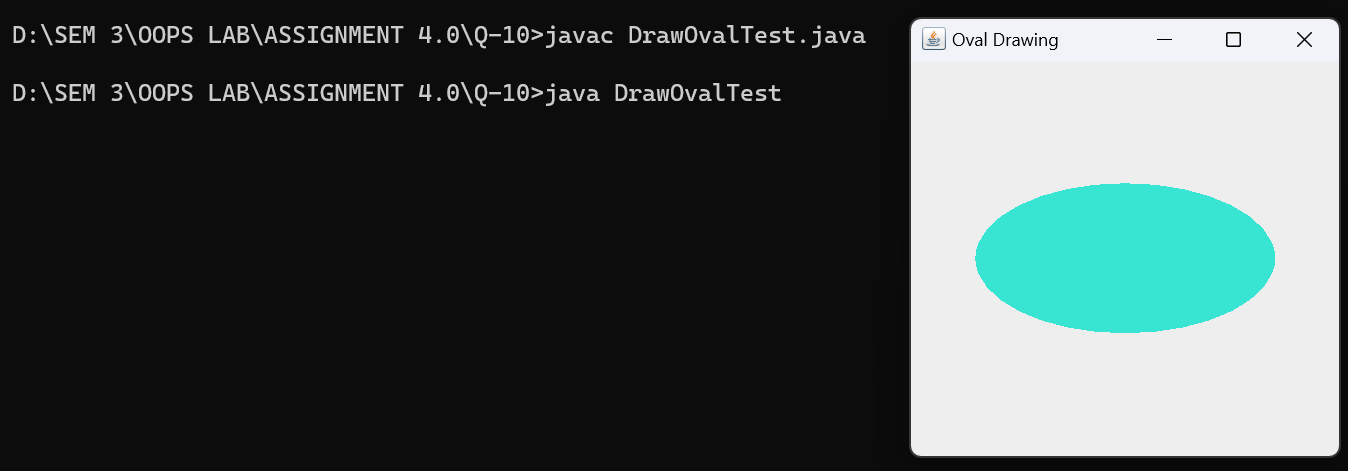 D:\SEM 3\OOPS LAB\ASSIGNMENT 4.0\Q-10>javac DrawOvalTest.java
D:\SEM 3\OOPS LAB\ASSIGNMENT 4.0\Q-10>java DrawOvalTest
Oval Drawing